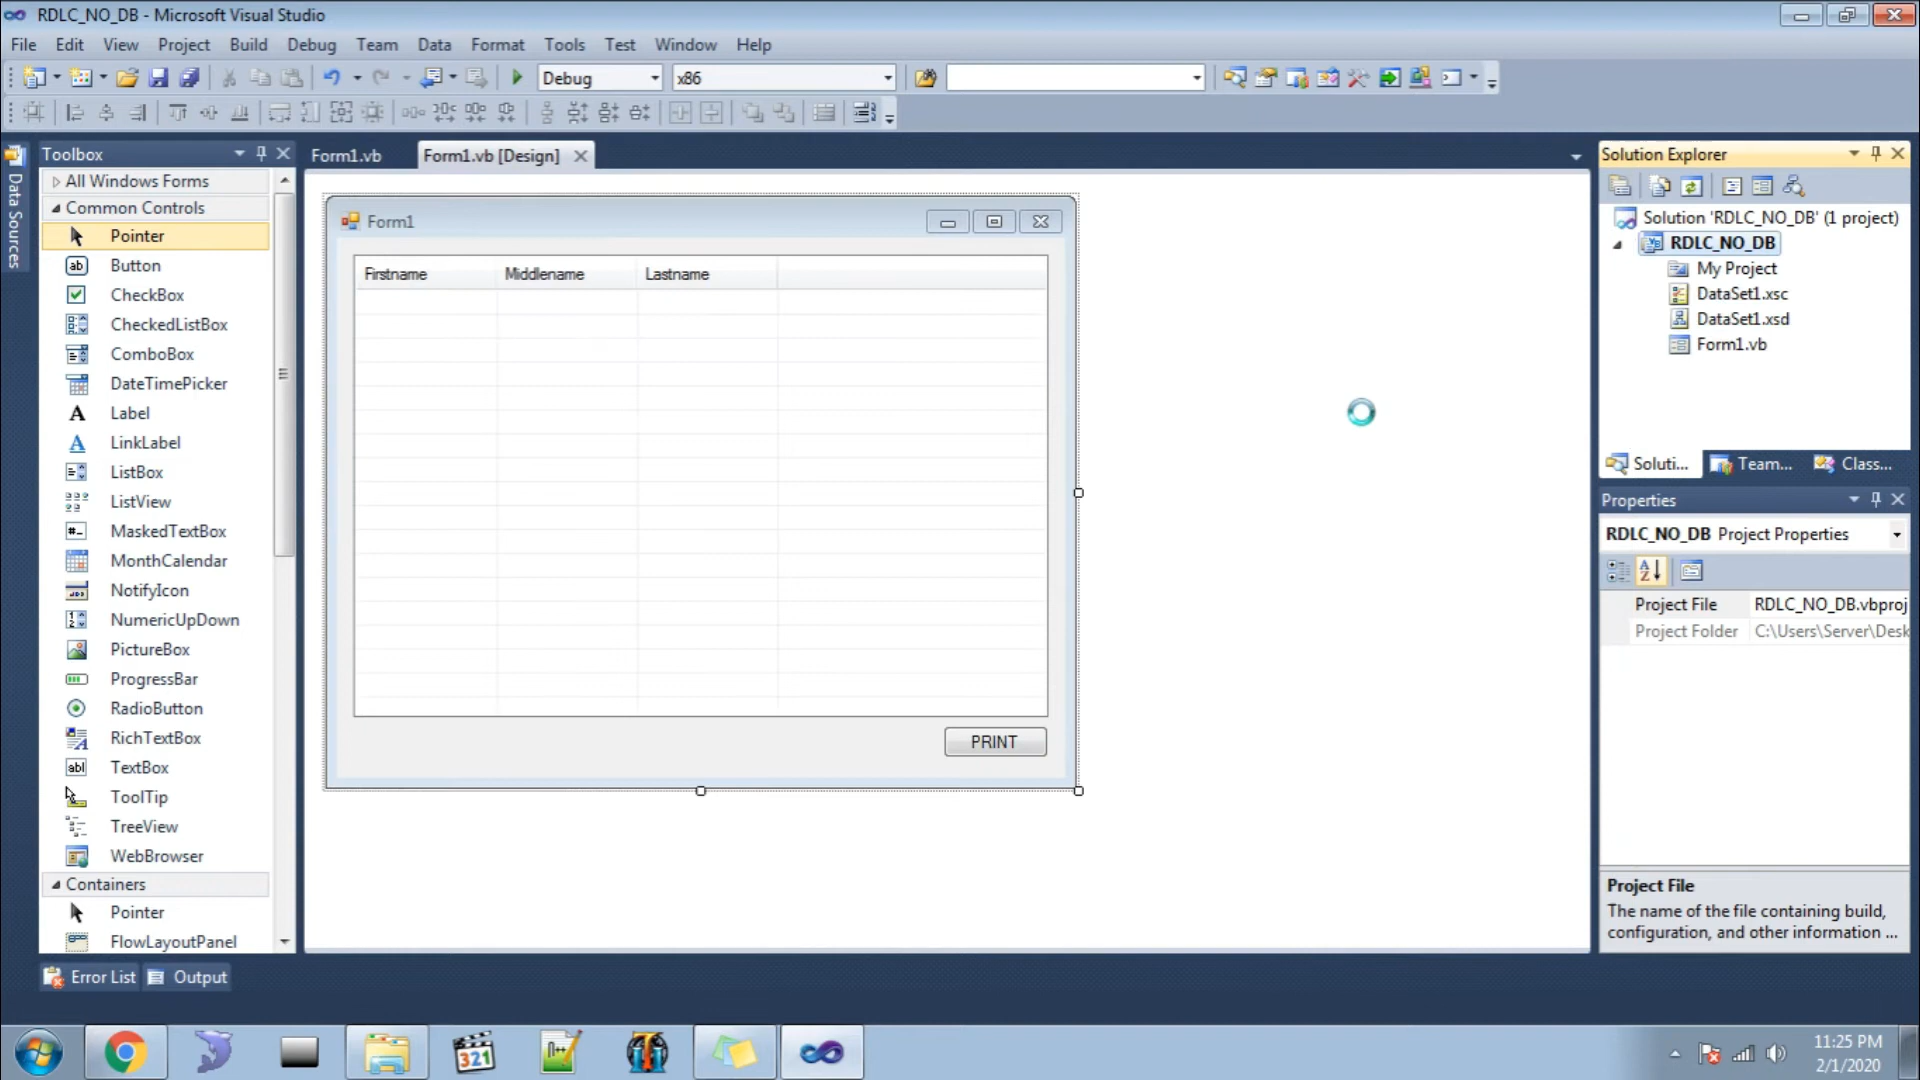 RDLC_NO_DB - Microsoft Visual Studio
File Edit View Project Build Debug Team Data Format Tools Test Window Help
Debug x86
Data Sources
Toolbox
All Windows Forms
Common Controls
Pointer
Button
CheckBox
CheckedListBox
ComboBox
DateTimePicker
Label
LinkLabel
ListBox
ListView
MaskedTextBox
MonthCalendar
NotifyIcon
NumericUpDown
PictureBox
ProgressBar
RadioButton
RichTextBox
TextBox
ToolTip
TreeView
WebBrowser
Containers
Pointer
FlowLayoutPanel
Form1.vb Form1.vb [Design]
Form1
Firstname Middlename Lastname
PRINT
Solution Explorer
Solution 'RDLC_NO_DB' (1 project)
RDLC_NO_DB
My Project
DataSet1.xsc
DataSet1.xsd
Form1.vb
Soluti... Team... Class...
Properties
RDLC_NO_DB Project Properties
Project File RDLC_NO_DB.vbproj
Project Folder C:\Users\Server\Desk
Project File
The name of the file containing build,
configuration, and other information ...
Error List Output
321
11:25 PM
2/1/2020